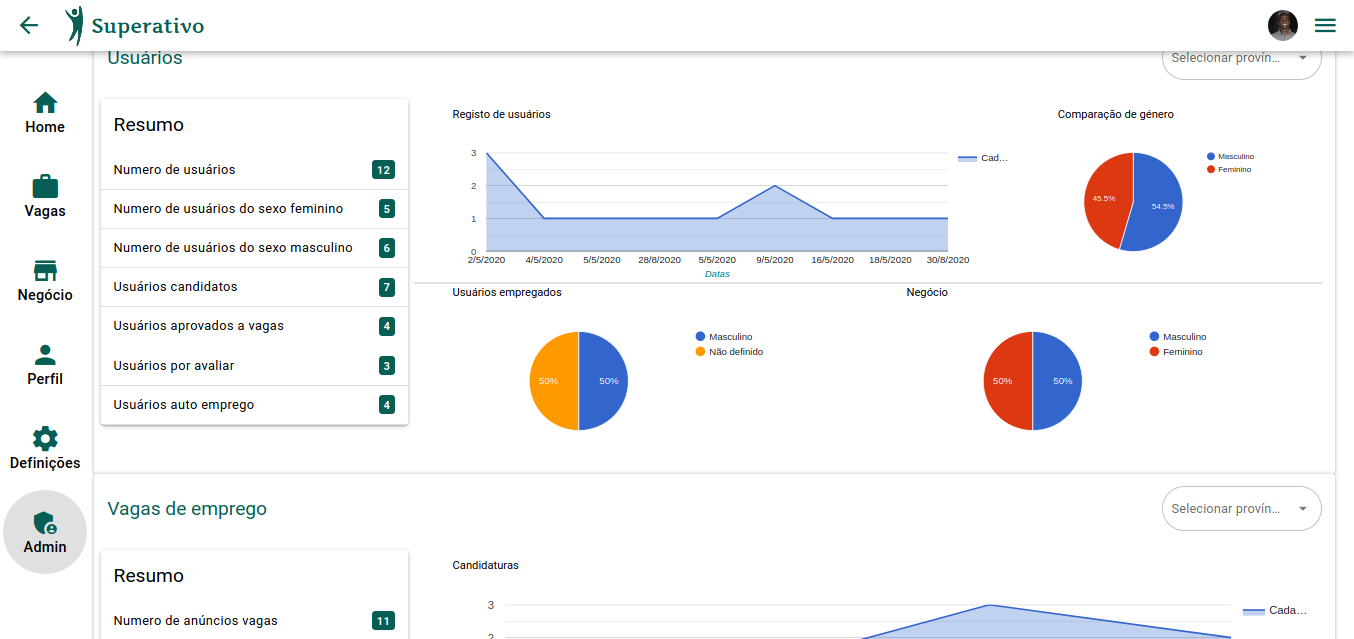 Superativo
Usuários
Selecionar provín...
Home
Vagas
Negócio
Perfil
Definições
Admin
Resumo
Numero de usuários 12
Numero de usuários do sexo feminino 5
Numero de usuários do sexo masculino 6
Usuários candidatos 7
Usuários aprovados a vagas 4
Usuários por avaliar 3
Usuários auto emprego 4
Registo de usuários
3
2
1
0
2/5/2020 4/5/2020 5/5/2020 28/8/2020 5/5/2020 9/5/2020 16/5/2020 18/5/2020 30/8/2020
Datas
Cad...
Comparação de género
45.5%
54.5%
Masculino
Feminino
Usuários empregados
50% 50%
Masculino
Não definido
Negócio
50% 50%
Masculino
Feminino
Vagas de emprego
Selecionar provín...
Resumo
Numero de anúncios vagas 11
Candidaturas
3
2
Cada...